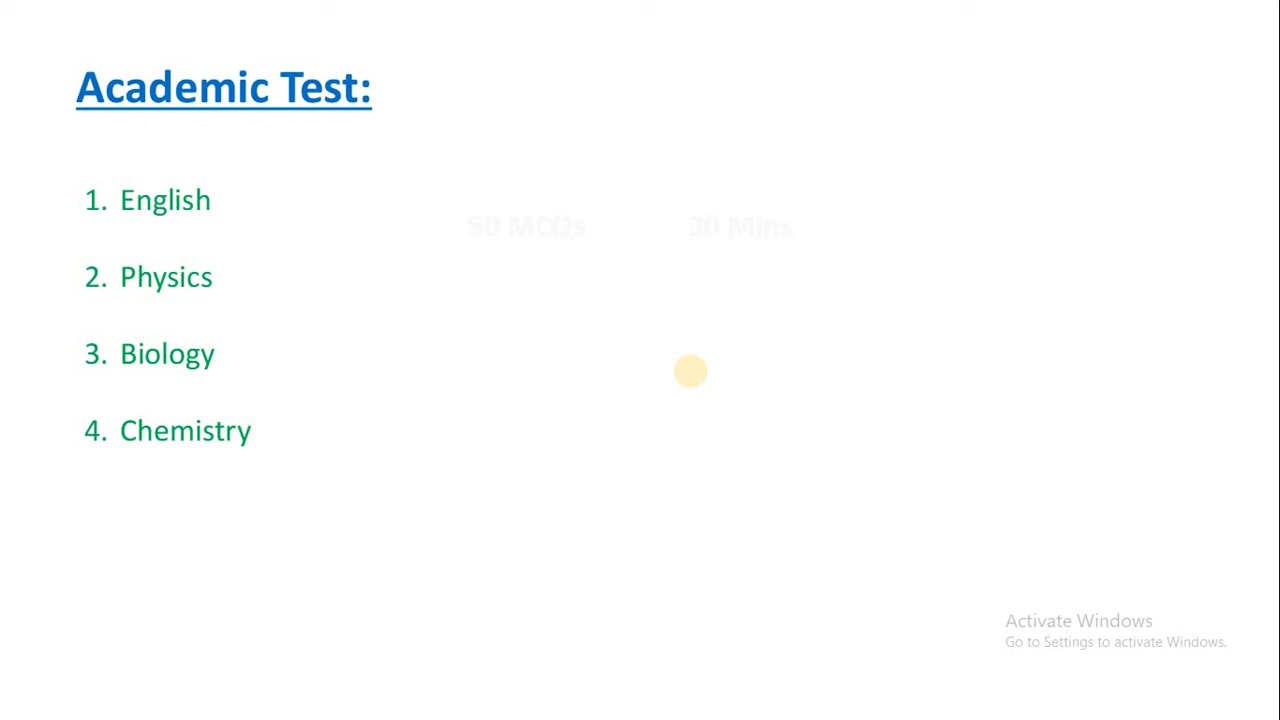 Academic Test:
1. English
50 MCQs 30 Mins
2. Physics
3. Biology
4. Chemistry
Activate Windows
Go to Settings to activate Windows.